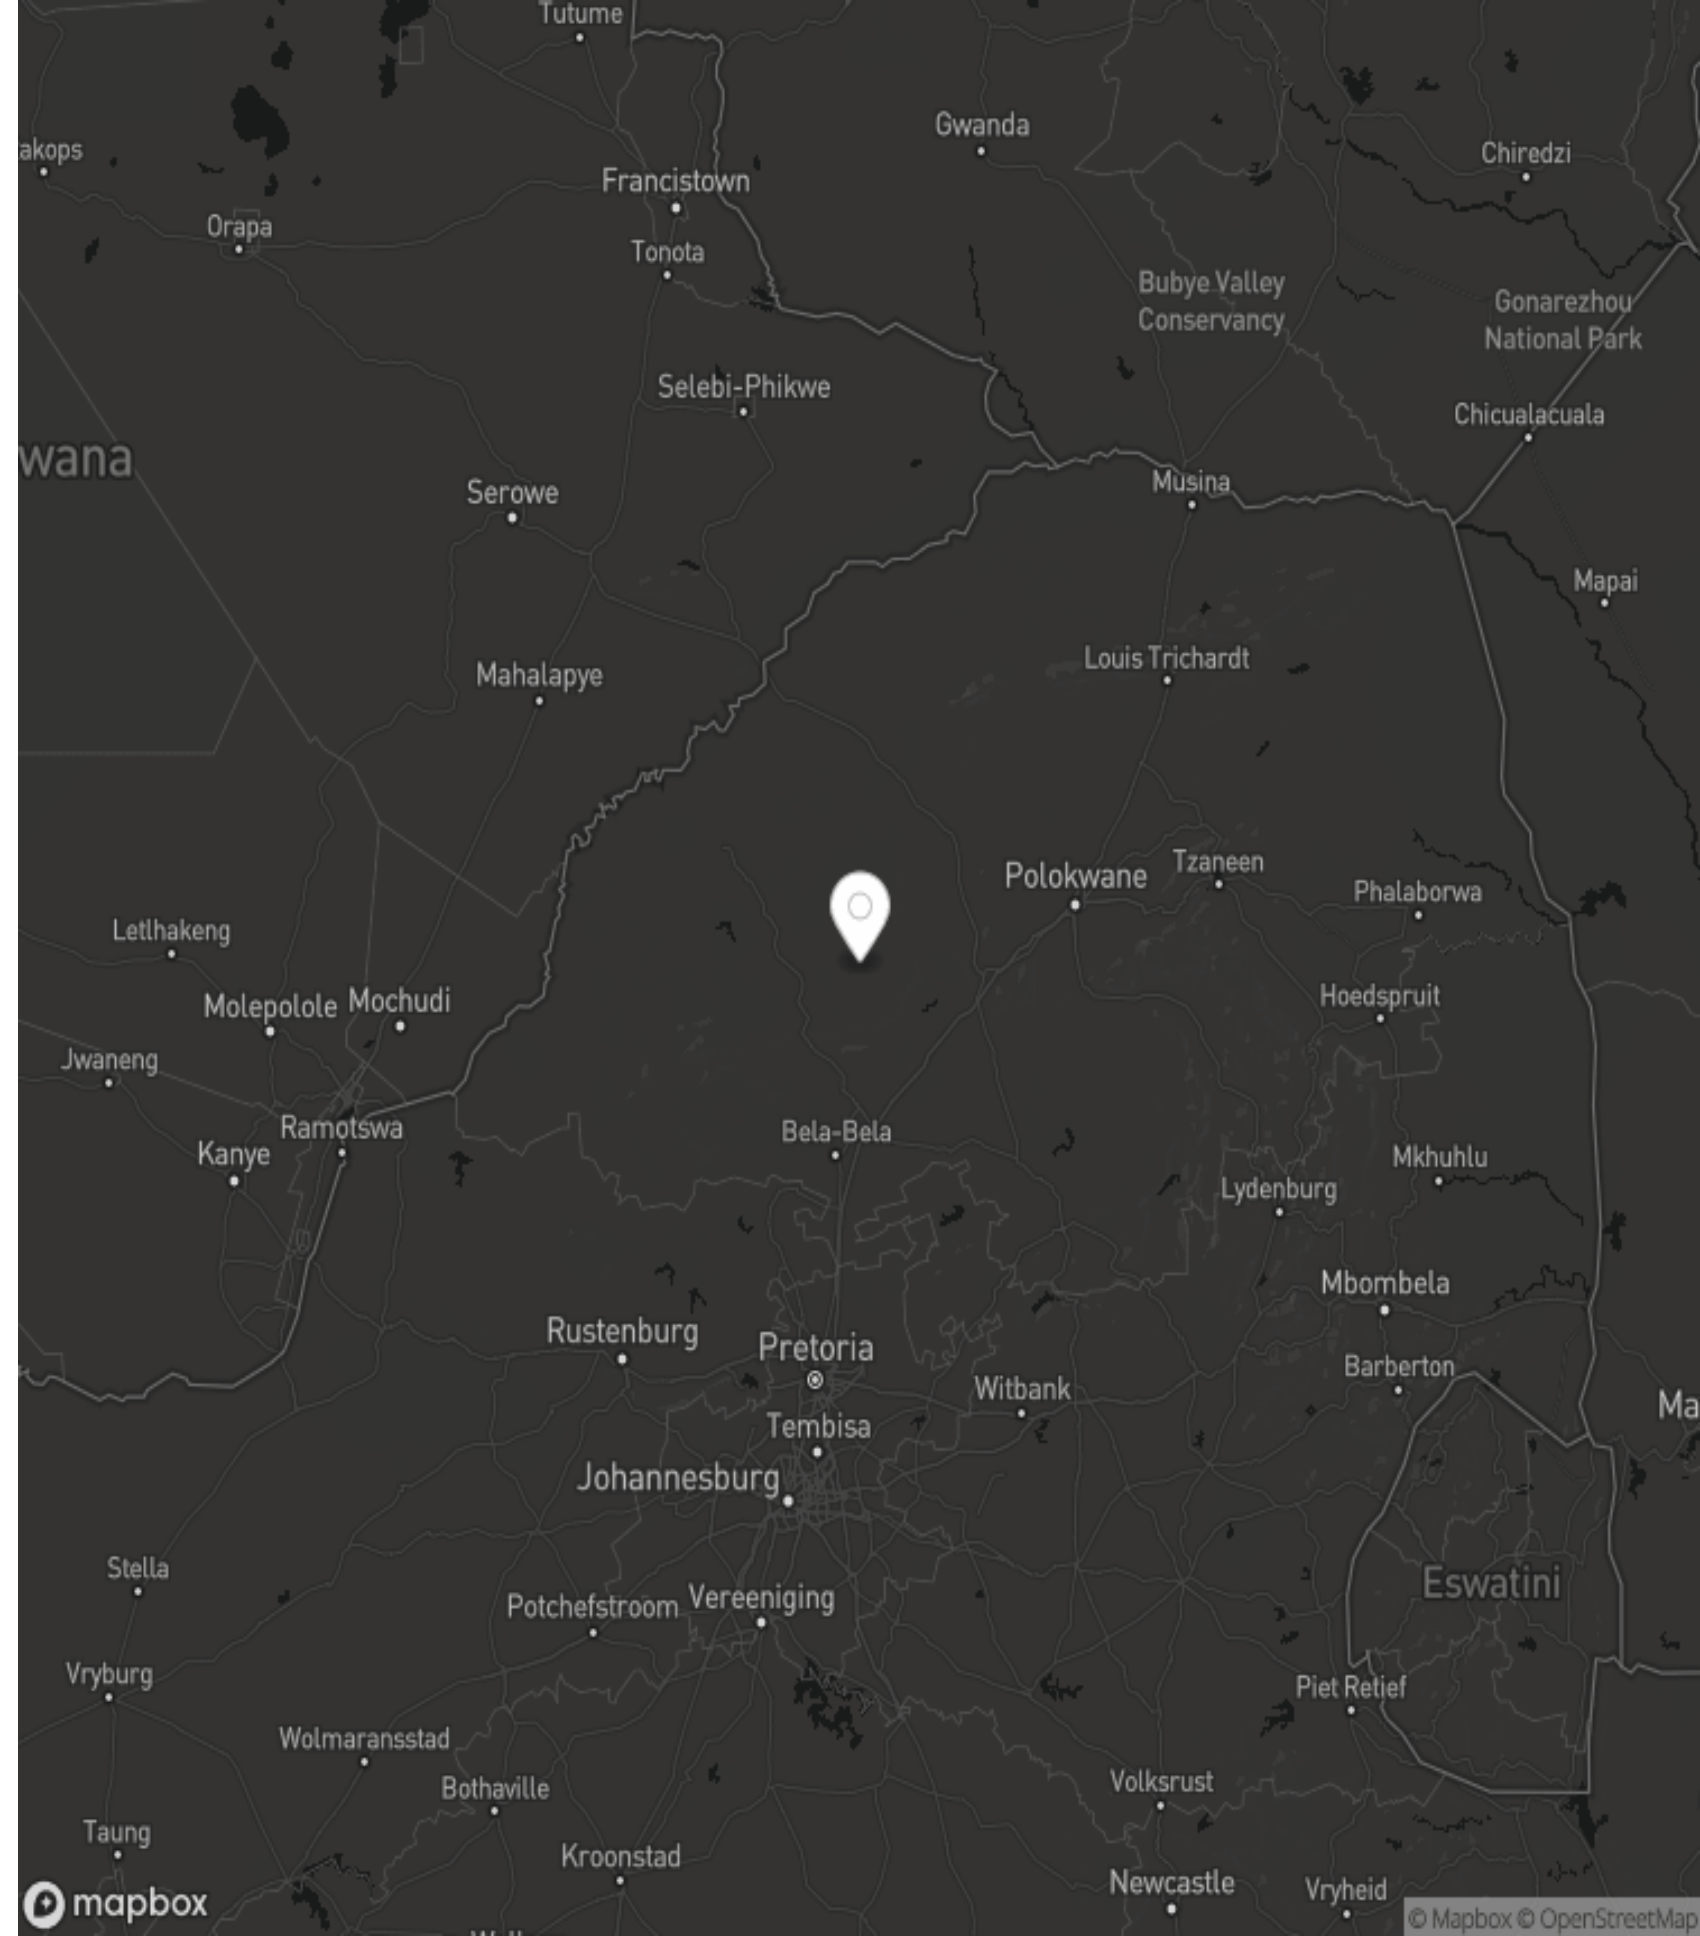 Tutume
Gwanda
akops
Chiredzi
Francistown
Orapa
Tonota
Bubye Valley
Conservancy
Gonarezhou
National Park
Selebi-Phikwe
Chicualacuala
wana
Musina
Serowe
Mapai
Louis Trichardt
Mahalapye
Polokwane
Tzaneen
Phalaborwa
Letlhakeng
Hoedspruit
Molepolole
Mochudi
Jwaneng
Ramotswa
Bela-Bela
Kanye
Mkhuhlu
Lydenburg
Mbombela
Rustenburg
Pretoria
Barberton
Witbank
Ma
Tembisa
Johannesburg
Stella
Eswatini
Potchefstroom
Vereeniging
Vryburg
Piet Retief
Wolmaransstad
Volksrust
Bothaville
Taung
Kroonstad
Newcastle
Vryheid
mapbox
© Mapbox © OpenStreetMap